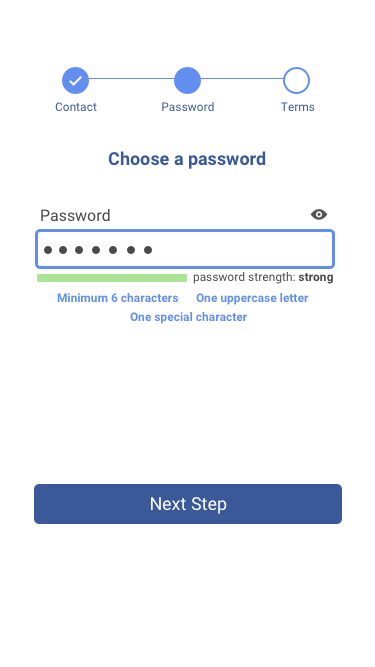 Contact Password Terms
Choose a password
Password
password strength: strong
Minimum 6 characters One uppercase letter
One special character
Next Step